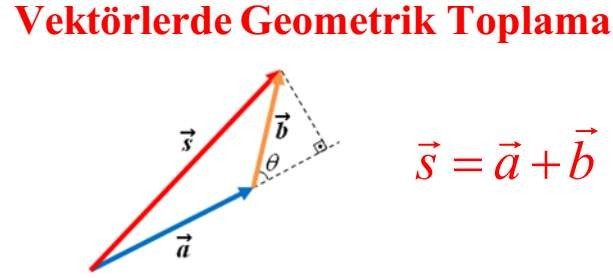 Vektörlerde Geometrik Toplama
s⃗
b⃗
θ
a⃗
s⃗ = a⃗ + b⃗